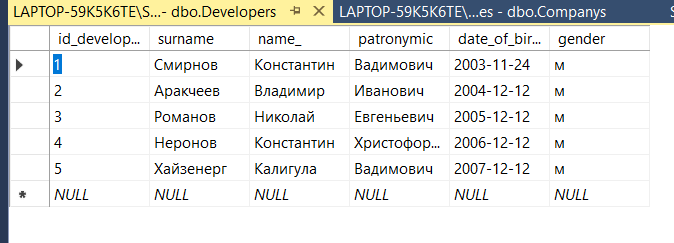 LAPTOP-59K5K6TE\S...- dbo.Developers LAPTOP-59K5K6TE\...es - dbo.Companys S
id_develop... surname name_ patronymic date_of_bir... gender
1 Смирнов Константин Вадимович 2003-11-24 м
2 Аракчеев Владимир Иванович 2004-12-12 м
3 Романов Николай Евгеньевич 2005-12-12 м
4 Неронов Константин Христофор... 2006-12-12 м
5 Хайзенерг Калигула Вадимович 2007-12-12 м
NULL NULL NULL NULL NULL NULL